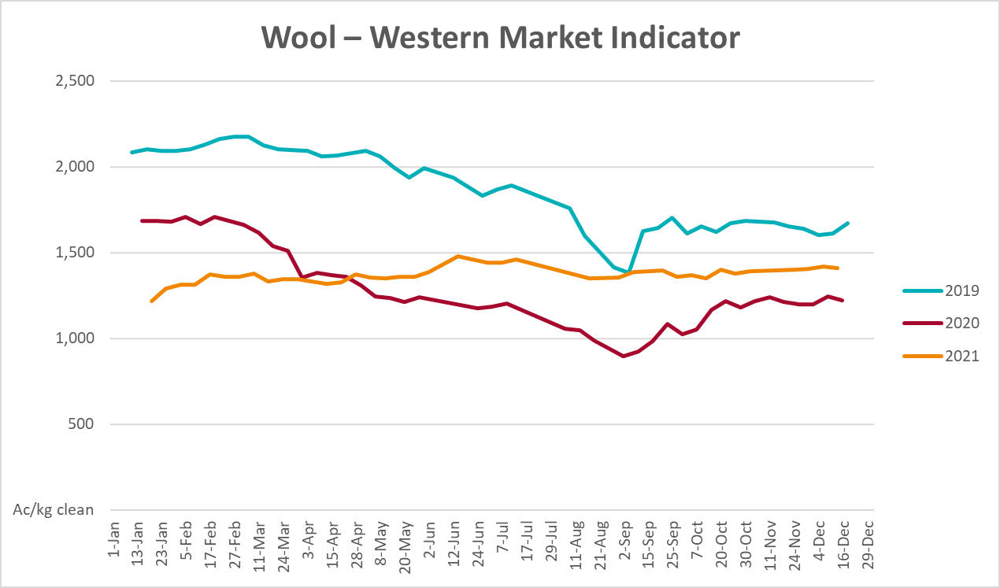 Wool – Western Market Indicator
2,500
2,000
1,500
1,000
500
Ac/kg clean
1-Jan
13-Jan
23-Jan
5-Feb
17-Feb
27-Feb
11-Mar
24-Mar
3-Apr
15-Apr
28-Apr
8-May
20-May
2-Jun
12-Jun
24-Jun
7-Jul
17-Jul
29-Jul
11-Aug
21-Aug
2-Sep
15-Sep
25-Sep
7-Oct
20-Oct
30-Oct
11-Nov
24-Nov
4-Dec
16-Dec
29-Dec
2019
2020
2021